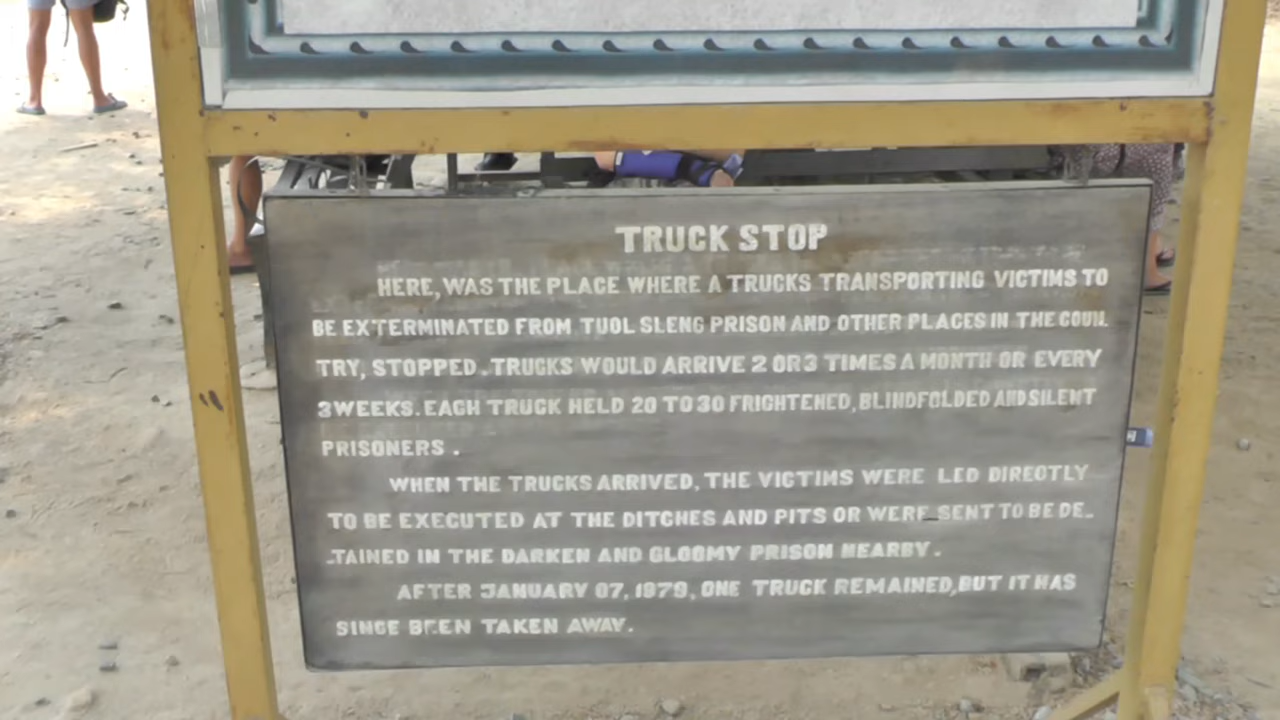 TRUCK STOP
HERE, WAS THE PLACE WHERE A TRUCKS TRANSPORTING VICTIMS TO
BE EXTERMINATED FROM TUOL SLENG PRISON AND OTHER PLACES IN THE COUN.
TRY, STOPPED. TRUCKS WOULD ARRIVE 2 OR 3 TIMES A MONTH OR EVERY
3 WEEKS. EACH TRUCK HELD 20 TO 30 FRIGHTENED, BLINDFOLDED AND SILENT
PRISONERS.
WHEN THE TRUCKS ARRIVED, THE VICTIMS WERE LED DIRECTLY
TO BE EXECUTED AT THE DITCHES AND PITS OR WERE SENT TO BE DE-
-TAINED IN THE DARKEN AND GLOOMY PRISON NEARBY.
AFTER JANUARY 07, 1979, ONE TRUCK REMAINED, BUT IT HAS
SINCE BEEN TAKEN AWAY.